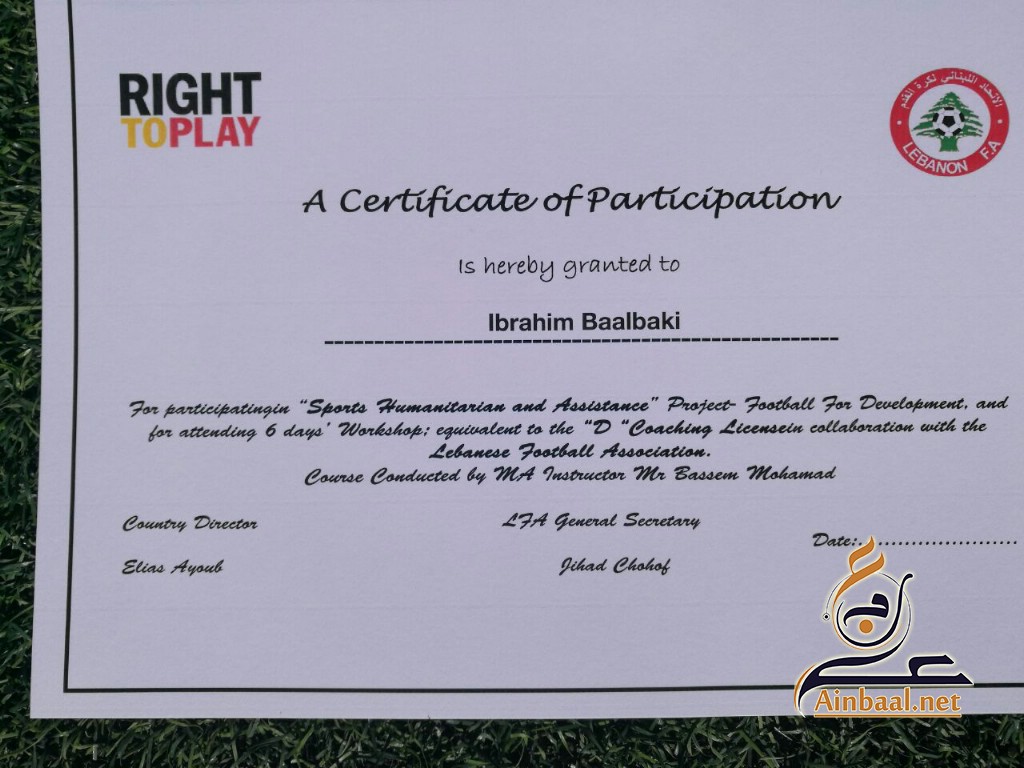 RIGHT
TO PLAY
الاتحاد اللبناني لكرة القدم
LEBANON F.A
A Certificate of Participation
Is hereby granted to
Ibrahim Baalbaki
For participatingin "Sports Humanitarian and Assistance" Project- Football For Development, and
for attending 6 days' Workshop; equivalent to the "D "Coaching Licensein collaboration with the
Lebanese Football Association.
Course Conducted by MA Instructor Mr Bassem Mohamad
Country Director
LFA General Secretary
Date:.......................
Elias Ayoub
Jihad Chohof
Ainbaal.net